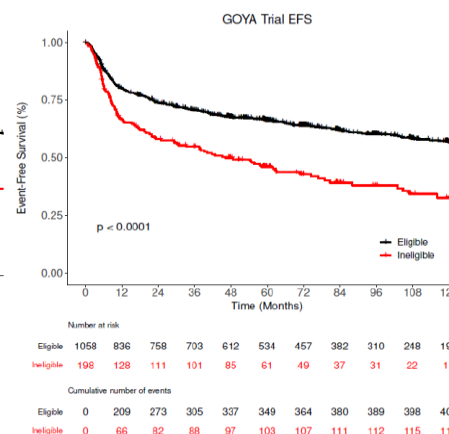 GOYA Trial EFS
Event-Free Survival (%)
1.00
0.75
0.50
0.25
0.00
p < 0.0001
Eligible
Ineligible
0 12 24 36 48 60 72 84 96 108
Time (Months)
Number at risk
Eligible 1058 836 758 703 612 534 457 382 310 248
Ineligible 198 128 111 101 85 61 49 37 31 22
Cumulative number of events
Eligible 0 209 273 305 337 349 364 380 389 398
Ineligible 0 66 82 88 97 103 107 111 112 115